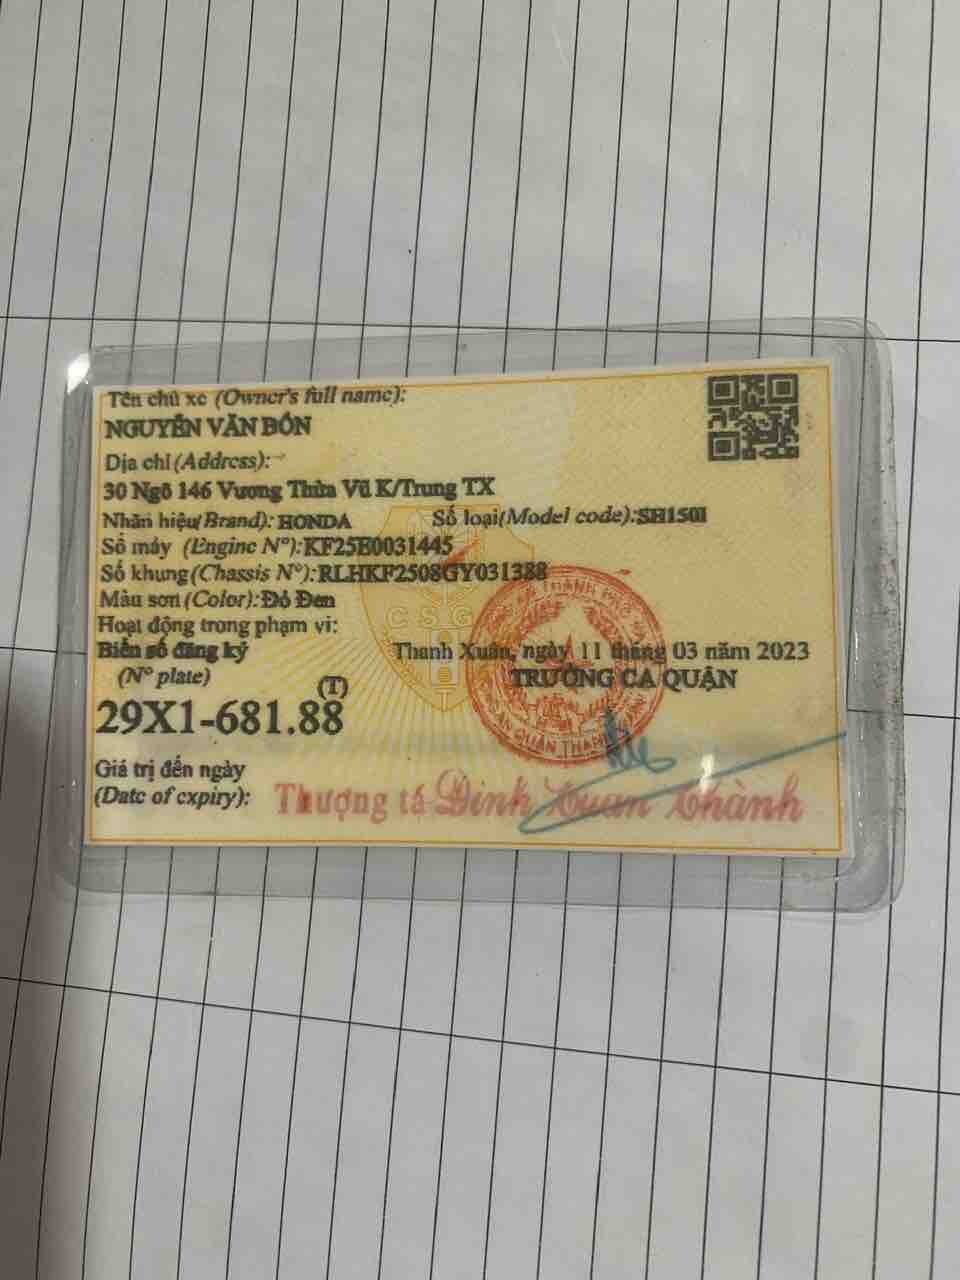 Tên chủ xe (Owner's full name):
NGUYỄN VĂN BỐN
Địa chỉ (Address):
30 Ngõ 146 Vương Thừa Vũ K/Trung TX
Nhãn hiệu(Brand): HONDA Số loại(Model code):SH150I
Số máy (Engine N°):KF25E0031445
Số khung(Chassis N°):RLHKF2508GY031388
Màu sơn (Color):Đỏ Đen
CSGT
Hoạt động trong phạm vi:
Biển số đăng ký Thanh Xuân, ngày 11 tháng 03 năm 2023
(N° plate) TRƯỞNG CA QUẬN
(T)
29X1-681.88
Giá trị đến ngày
(Date of expiry): Thượng tá Đinh Xuan Thành